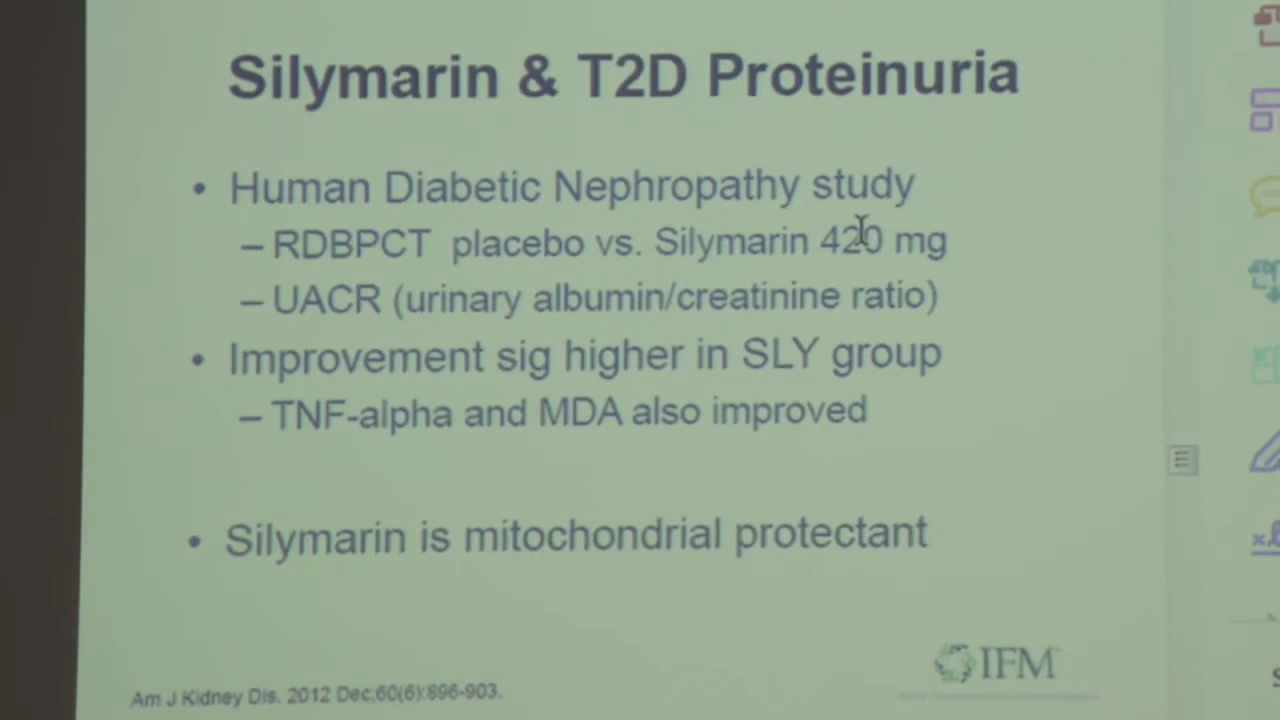 Silymarin & T2D Proteinuria
• Human Diabetic Nephropathy study
– RDBPCT placebo vs. Silymarin 420 mg
– UACR (urinary albumin/creatinine ratio)
• Improvement sig higher in SLY group
– TNF-alpha and MDA also improved
• Silymarin is mitochondrial protectant
IFM
Am J Kidney Dis. 2012 Dec;60(6):896-903.